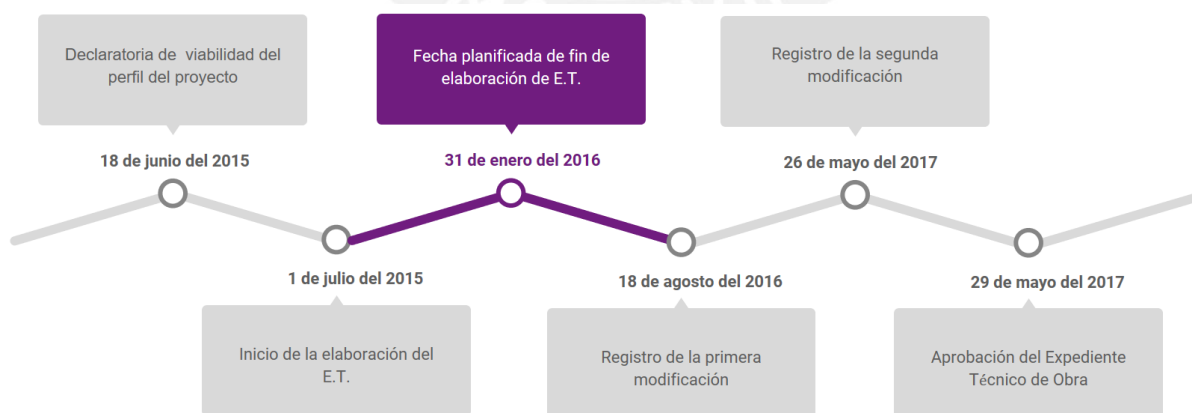 Declaratoria de viabilidad del
perfil del proyecto
18 de junio del 2015
1 de julio del 2015
Inicio de la elaboración del
E.T.
Fecha planificada de fin de
elaboración de E.T.
31 de enero del 2016
18 de agosto del 2016
Registro de la primera
modificación
Registro de la segunda
modificación
26 de mayo del 2017
29 de mayo del 2017
Aprobación del Expediente
Técnico de Obra